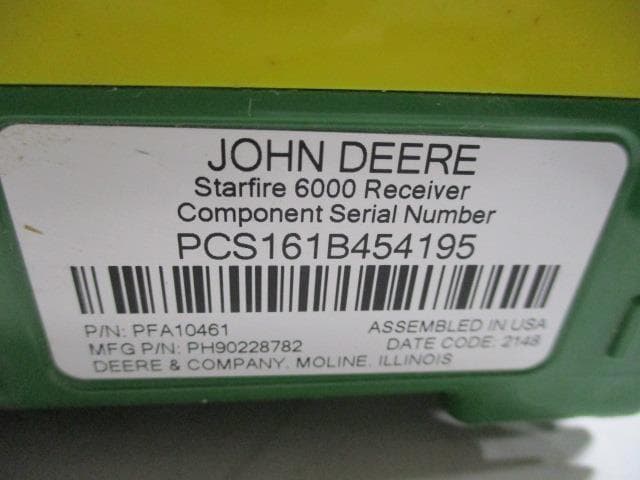 JOHN DEERE
Starfire 6000 Receiver
Component Serial Number
PCS161B454195
P/N: PFA10461
ASSEMBLED IN USA
MFG P/N: PH90228782
DATE CODE: 2148
DEERE & COMPANY. MOLINE. ILLINOIS